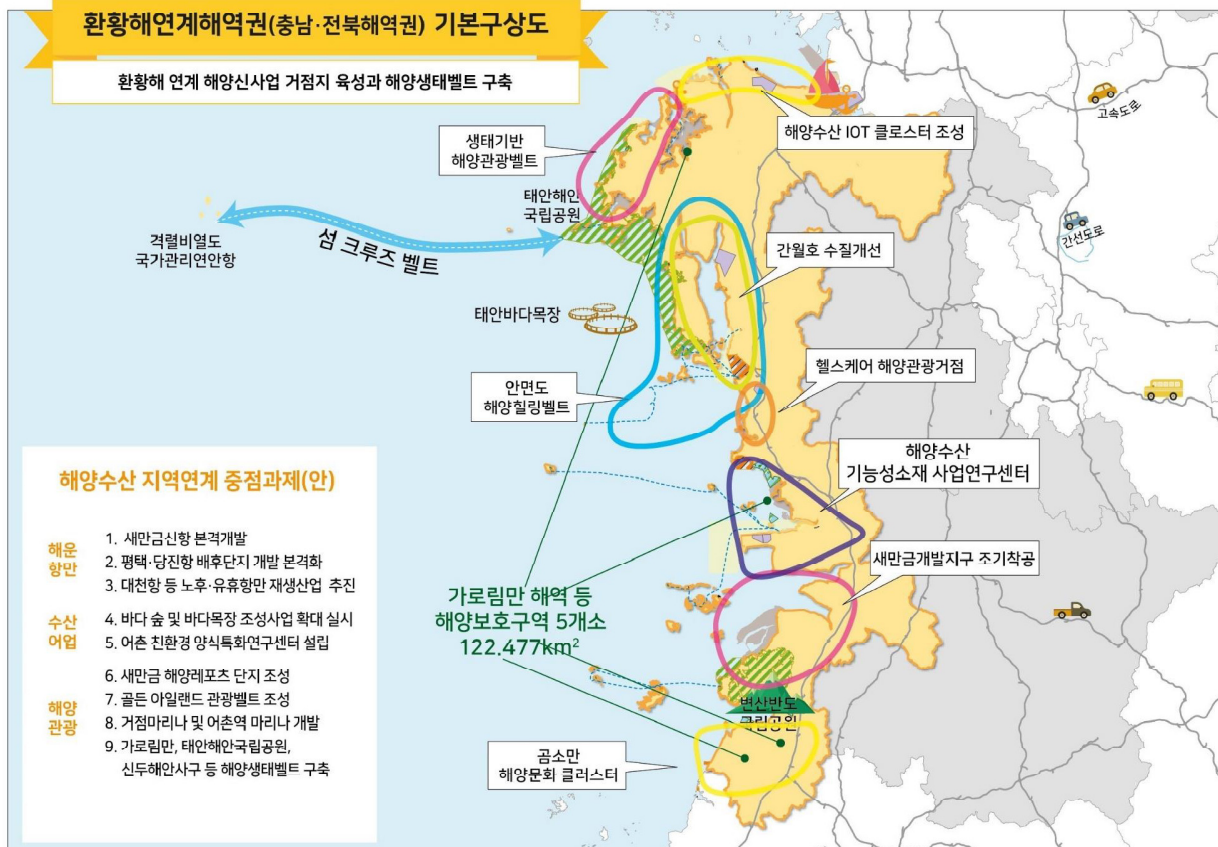 환황해연계해역권(충남·전북해역권) 기본구상도
환황해 연계 해양신사업 거점지 육성과 해양생태벨트 구축
고속도로
해양수산 IOT 클로스터 조성
생태기반
해양관광벨트
태안해안
국립공원
간선도로
격렬비열도
국가관리연안항
섬 크루즈 벨트
간월호 수질개선
태안바다목장
헬스케어 해양관광거점
안면도
해양힐링벨트
해양수산
기능성소재 사업연구센터
새만금개발지구 조기착공
가로림만 해역 등
해양보호구역 5개소
122.477km²
변산반도
국립공원
곰소만
해양문화 클러스터
해양수산 지역연계 중점과제(안)
해운
항만
1. 새만금신항 본격개발
2. 평택·당진항 배후단지 개발 본격화
3. 대천항 등 노후·유휴항만 재생산업 추진
수산
어업
4. 바다 숲 및 바다목장 조성사업 확대 실시
5. 어촌 친환경 양식특화연구센터 설립
해양
관광
6. 새만금 해양레포츠 단지 조성
7. 골든 아일랜드 관광벨트 조성
8. 거점마리나 및 어촌역 마리나 개발
9. 가로림만, 태안해안국립공원,
신두해안사구 등 해양생태벨트 구축